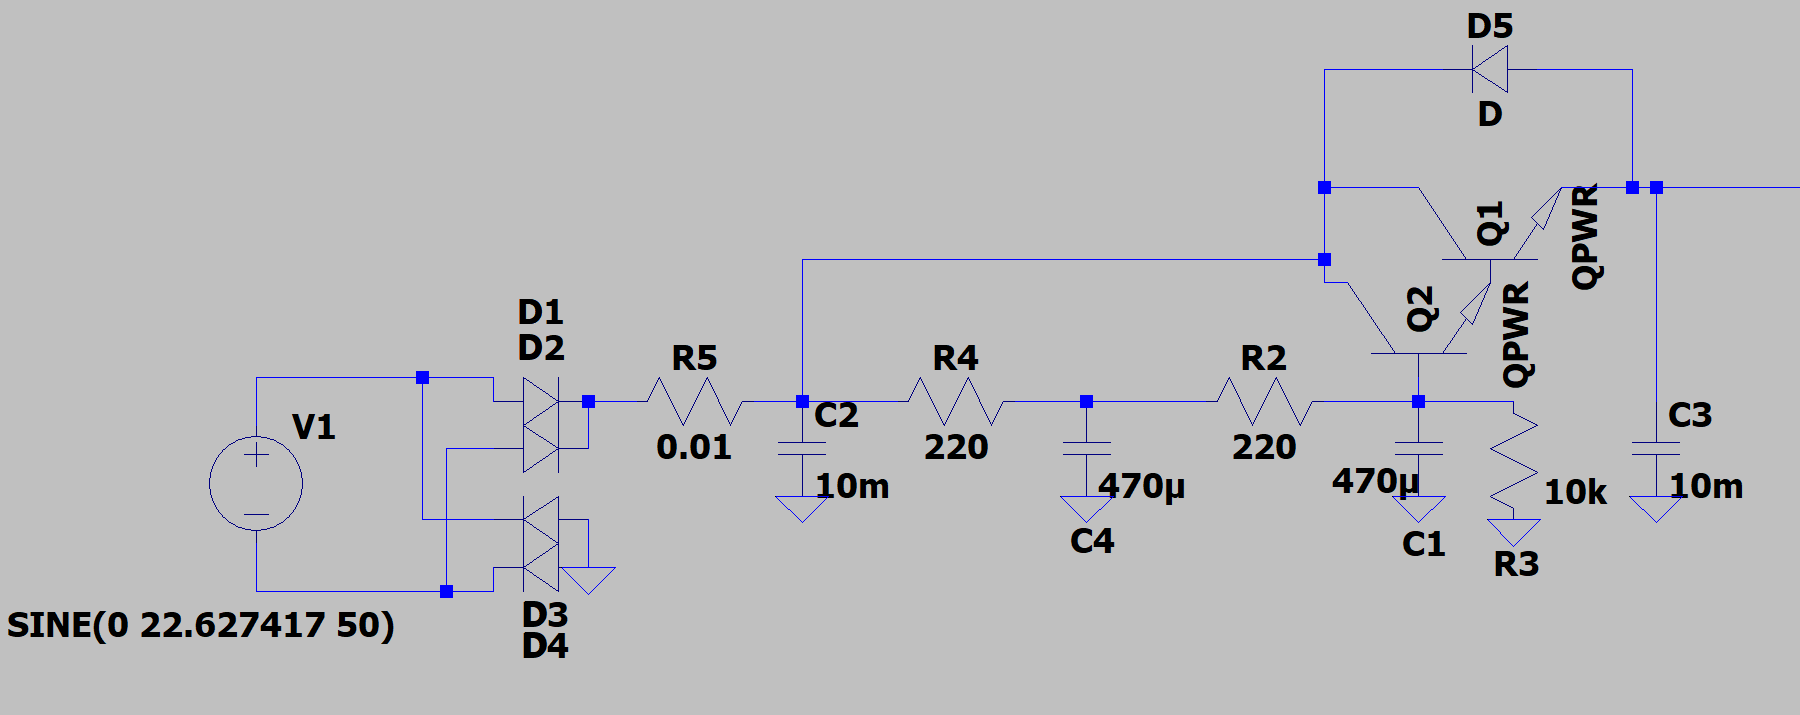 D5
D
Q1
QPWR
Q2
QPWR
D1
D2
R5
0.01
R4
220
R2
220
C2
10m
470µ
C4
470µ
C1
10k
R3
C3
10m
V1
SINE(0 22.627417 50)
D3
D4